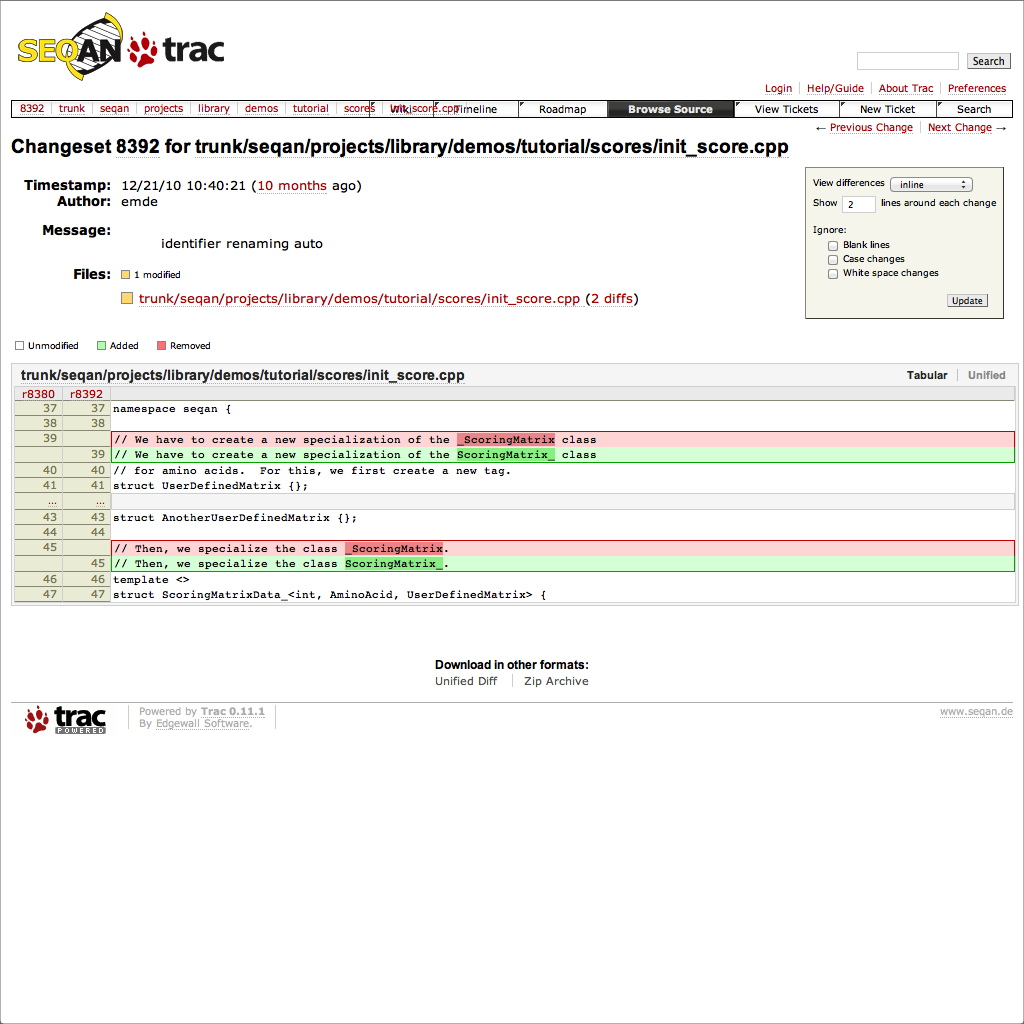 SEQAN trac
Search
Login Help/Guide About Trac Preferences
8392 trunk seqan projects library demos tutorial scores init_score.cpp Wiki Timeline Roadmap Browse Source View Tickets New Ticket Search
← Previous Change Next Change →
Changeset 8392 for trunk/seqan/projects/library/demos/tutorial/scores/init_score.cpp
Timestamp: 12/21/10 10:40:21 (10 months ago)
Author: emde
Message:
identifier renaming auto
Files: 1 modified
trunk/seqan/projects/library/demos/tutorial/scores/init_score.cpp (2 diffs)
View differences inline
Show 2 lines around each change
Ignore:
Blank lines
Case changes
White space changes
Update
Unmodified Added Removed
trunk/seqan/projects/library/demos/tutorial/scores/init_score.cpp Tabular Unified
r8380 r8392
37 37 namespace seqan {
38 38
39 // We have to create a new specialization of the _ScoringMatrix class
39 // We have to create a new specialization of the ScoringMatrix_ class
40 40 // for amino acids.  For this, we first create a new tag.
41 41 struct UserDefinedMatrix {};
... ...
43 43 struct AnotherUserDefinedMatrix {};
44 44
45 // Then, we specialize the class _ScoringMatrix.
45 // Then, we specialize the class ScoringMatrix_.
46 46 template <>
47 47 struct ScoringMatrixData_<int, AminoAcid, UserDefinedMatrix> {
Download in other formats:
Unified Diff Zip Archive
trac POWERED
Powered by Trac 0.11.1
By Edgewall Software.
www.seqan.de